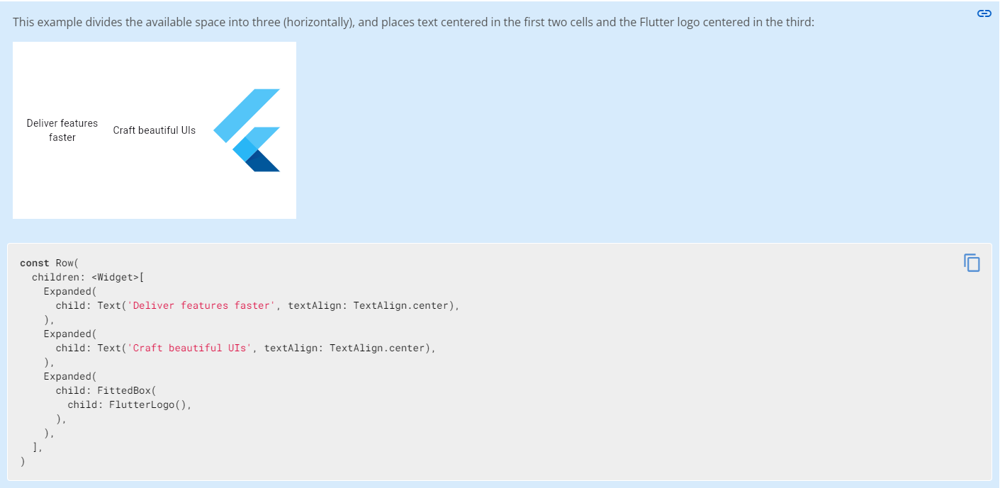 This example divides the available space into three (horizontally), and places text centered in the first two cells and the Flutter logo centered in the third:
Deliver features
faster
Craft beautiful UIs
const Row(
  children: <Widget>[
    Expanded(
      child: Text('Deliver features faster', textAlign: TextAlign.center),
    ),
    Expanded(
      child: Text('Craft beautiful UIs', textAlign: TextAlign.center),
    ),
    Expanded(
      child: FittedBox(
        child: FlutterLogo(),
      ),
    ),
  ],
)